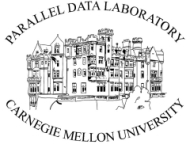 PARALLEL DATA LABORATORY
CARNEGIE MELLON UNIVERSITY